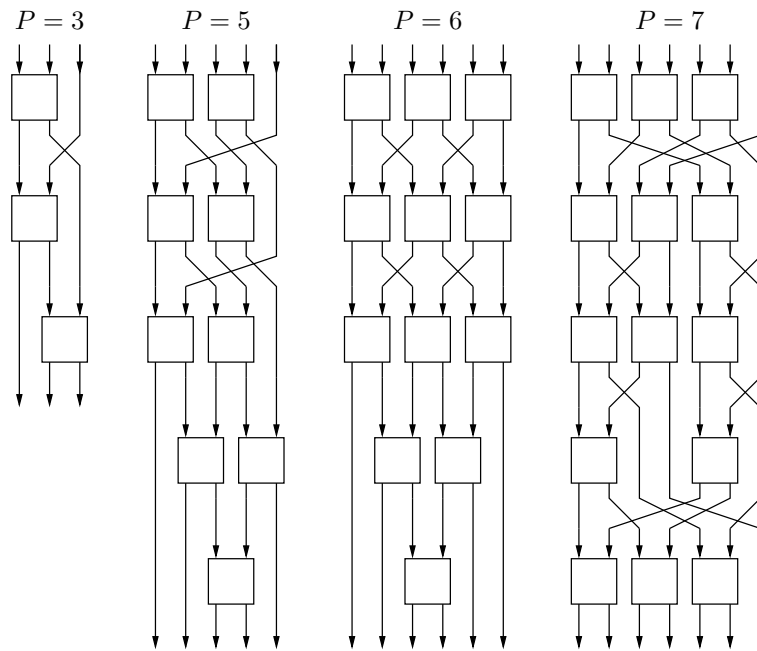 P = 3 P = 5 P = 6 P = 7